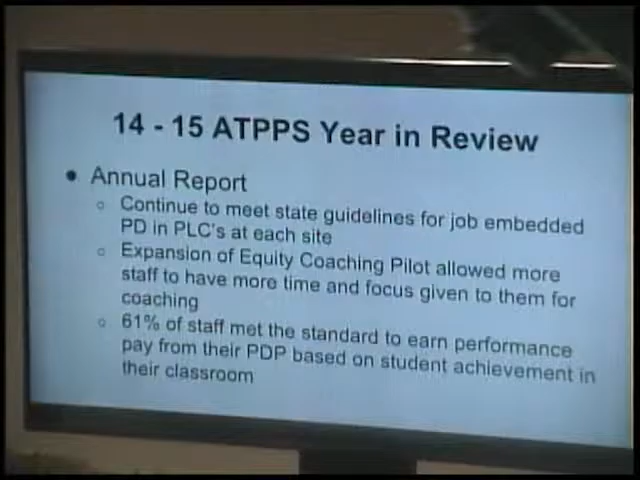 14 - 15 ATPPS Year in Review
● Annual Report
○ Continue to meet state guidelines for job embedded
PD in PLC's at each site
○ Expansion of Equity Coaching Pilot allowed more
staff to have more time and focus given to them for
coaching
○ 61% of staff met the standard to earn performance
pay from their PDP based on student achievement in
their classroom